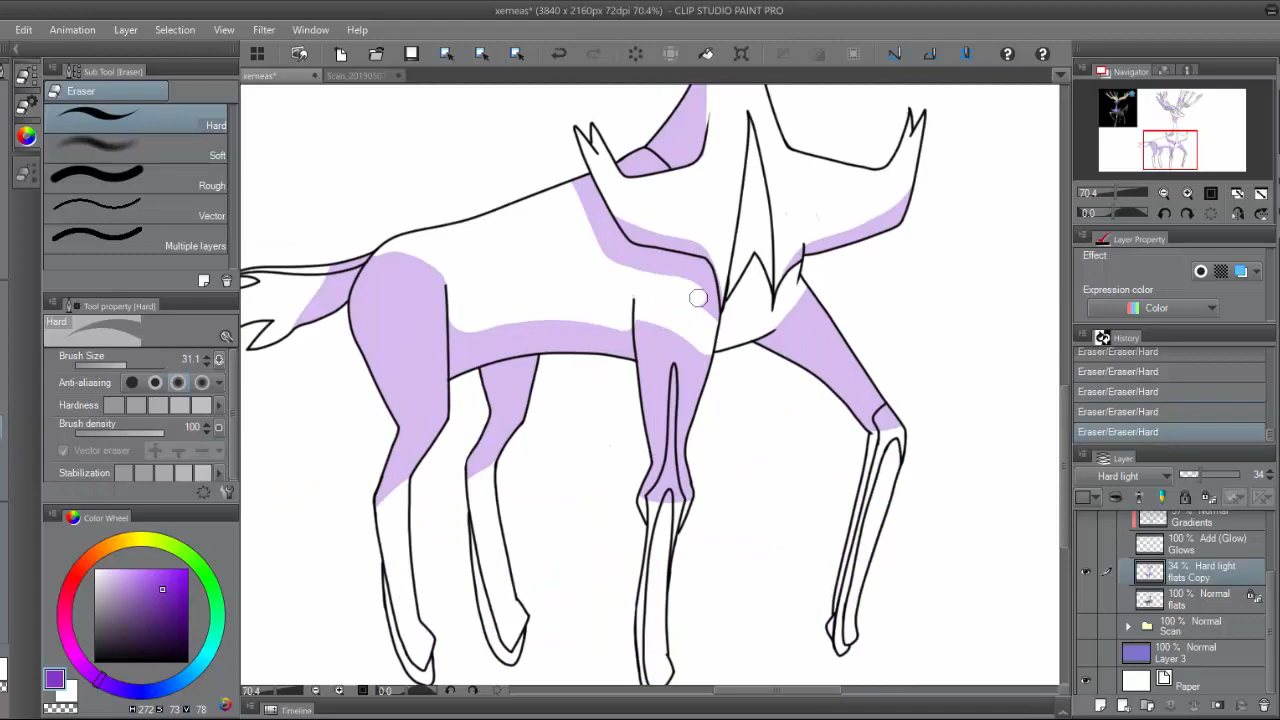 xerneas* (3840 x 2160px 72dpi 70.4%) - CLIP STUDIO PAINT PRO
Edit Animation Layer Selection View Filter Window Help
Sub Tool [Eraser]
xerneas*
Scan_2019050
Navigator
Eraser
Hard
Soft
Rough
Vector
Multiple layers
70.4
0.0
Layer Property
Effect
Expression color
Color
Tool property [Hard]
Hard
Brush Size 31.1
Anti-aliasing
Hardness
Brush density 100
Vector eraser
Stabilization
History
Eraser/Eraser/Hard
Eraser/Eraser/Hard
Eraser/Eraser/Hard
Eraser/Eraser/Hard
Eraser/Eraser/Hard
Layer
Hard light 34
Normal
Gradients
100 % Add (Glow)
Glows
34 % Hard light
flats Copy
100 % Normal
flats
100 % Normal
Scan
100 % Normal
Layer 3
Paper
Color Wheel
H 272 S 73 V 78
70.4
0.0
Timeline